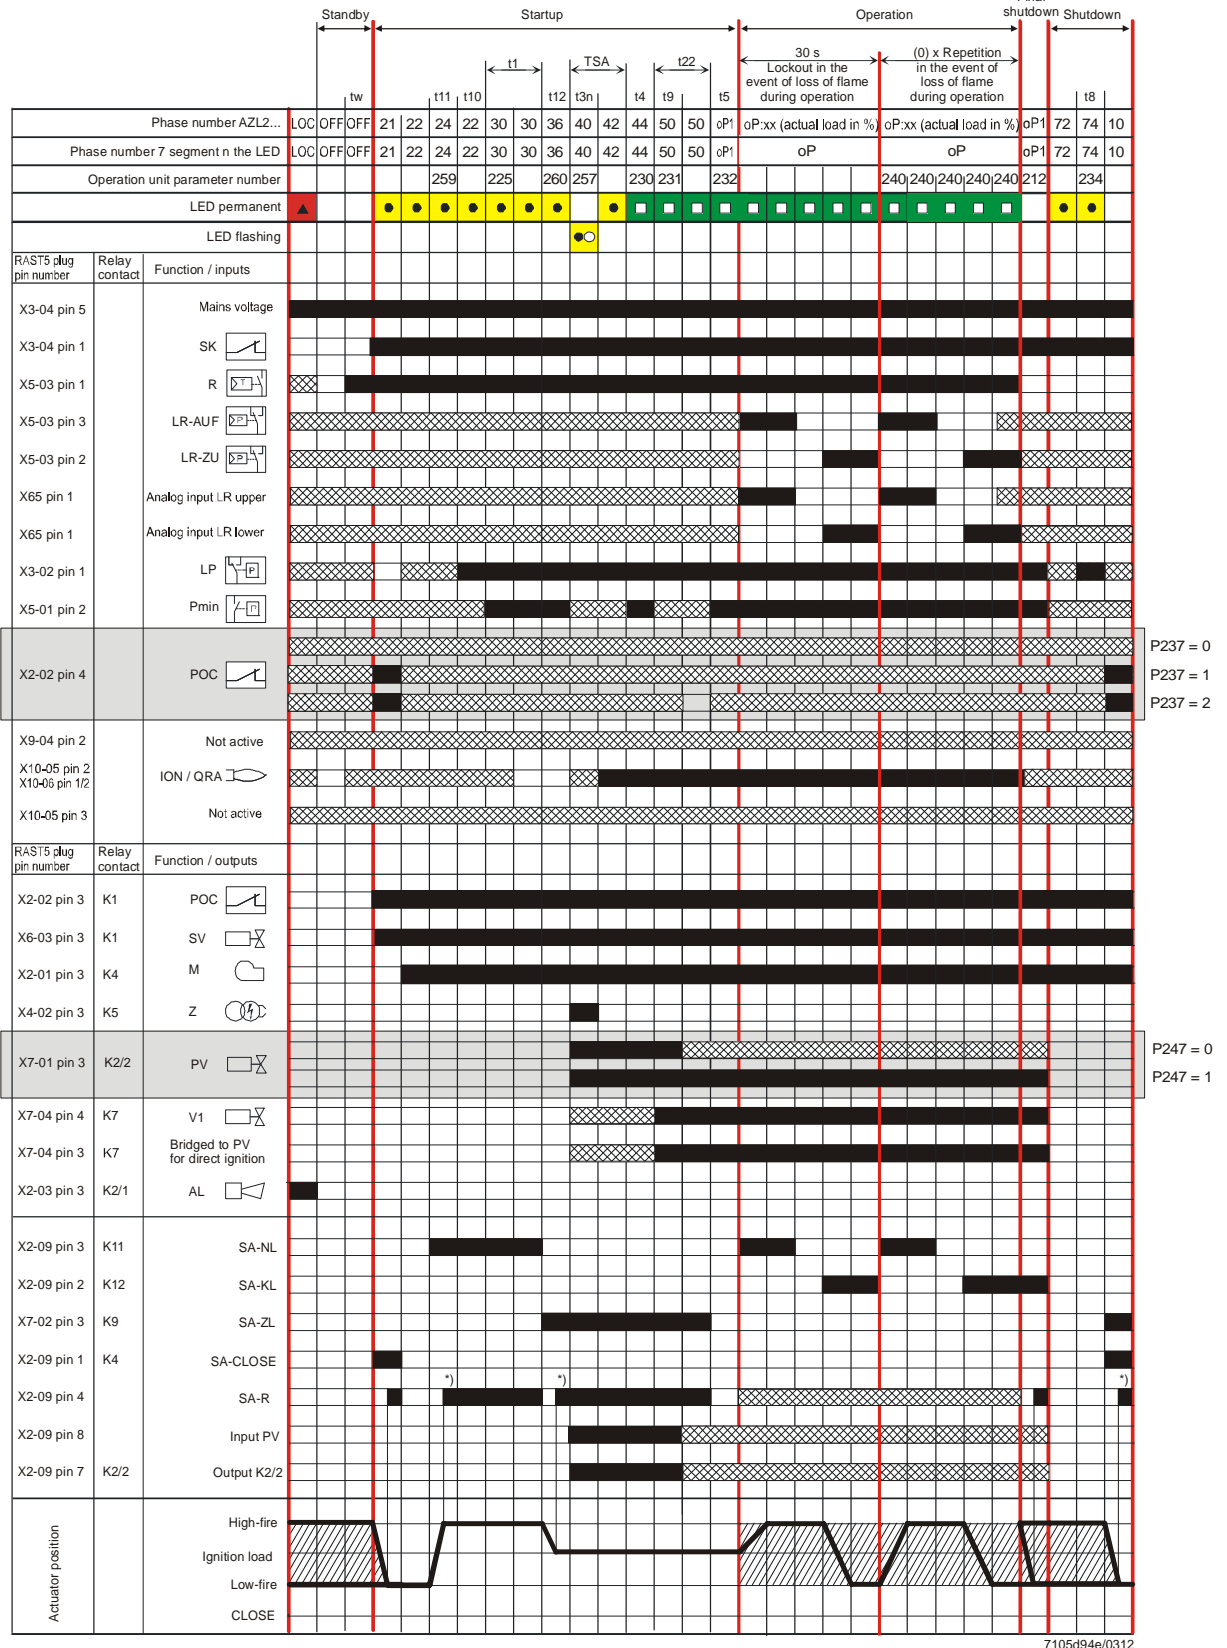 shutdown
Standby
Startup
Operation
Shutdown
t1
TSA
t22
30 s
Lockout in the
event of loss of flame
during operation
(0) x Repetition
in the event of
loss of flame
during operation
tw
t11
t10
t12
t3n
t4
t9
t5
t8
Phase number AZL2... LOC OFF OFF 21 22 24 22 30 30 36 40 42 44 50 50 oP1 oP:xx (actual load in %) oP:xx (actual load in %) oP1 72 74 10
Phase number 7 segment n the LED LOC OFF OFF 21 22 24 22 30 30 36 40 42 44 50 50 oP1 oP oP oP1 72 74 10
Operation unit parameter number 259 225 260 257 230 231 232 240 240 240 240 240 212 234
LED permanent
LED flashing
RAST5 plug
pin number
Relay
contact
Function / inputs
X3-04 pin 5 Mains voltage
X3-04 pin 1 SK
X5-03 pin 1 R T
X5-03 pin 3 LR-AUF P
X5-03 pin 2 LR-ZU P
X65 pin 1 Analog input LR upper
X65 pin 1 Analog input LR lower
X3-02 pin 1 LP P
X5-01 pin 2 Pmin
P237 = 0
X2-02 pin 4 POC P237 = 1
P237 = 2
X9-04 pin 2 Not active
X10-05 pin 2
X10-06 pin 1/2
ION / QRA
X10-05 pin 3 Not active
RAST5 plug
pin number
Relay
contact
Function / outputs
X2-02 pin 3 K1 POC
X6-03 pin 3 K1 SV
X2-01 pin 3 K4 M
X4-02 pin 3 K5 Z
P247 = 0
X7-01 pin 3 K2/2 PV
P247 = 1
X7-04 pin 4 K7 V1
X7-04 pin 3 K7 Bridged to PV
for direct ignition
X2-03 pin 3 K2/1 AL
X2-09 pin 3 K11 SA-NL
X2-09 pin 2 K12 SA-KL
X7-02 pin 3 K9 SA-ZL
X2-09 pin 1 K4 SA-CLOSE
*) *) *)
X2-09 pin 4 SA-R
X2-09 pin 8 Input PV
X2-09 pin 7 K2/2 Output K2/2
Actuator position
High-fire
Ignition load
Low-fire
CLOSE
7105d94e/0312